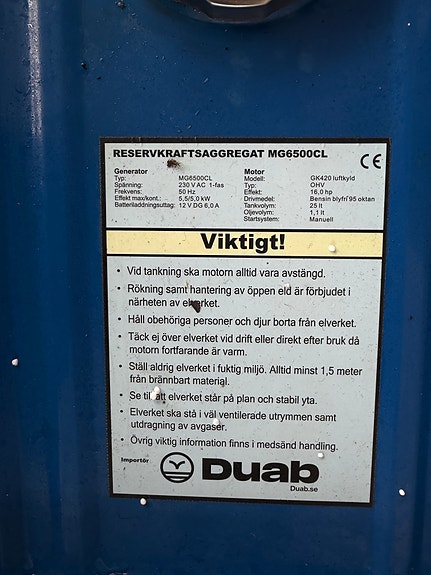 RESERVKRAFTSAGGREGAT MG6500CL
CE
Generator
Typ: MG6500CL
Spänning: 230 V AC 1-fas
Frekvens: 50 Hz
Effekt max/kont.: 5,5/5,0 kW
Batteriladdningsuttag: 12 V DG 6,0 A
Motor
Modell: GK420 luftkyld
Typ: OHV
Effekt: 16,0 hp
Drivmedel: Bensin blyfri 95 oktan
Tankvolym: 25 lt
Oljevolym: 1,1 lt
Startsystem: Manuell
Viktigt!
• Vid tankning ska motorn alltid vara avstängd.
• Rökning samt hantering av öppen eld är förbjudet i
närheten av elverket.
• Håll obehöriga personer och djur borta från elverket.
• Täck ej över elverket vid drift eller direkt efter bruk då
motorn fortfarande är varm.
• Ställ aldrig elverket i fuktig miljö. Alltid minst 1,5 meter
från brännbart material.
• Se till att elverket står på plan och stabil yta.
• Elverket ska stå i väl ventilerade utrymmen samt
utdragning av avgaser.
• Övrig viktig information finns i medsänd handling.
Importör
Duab
Duab.se